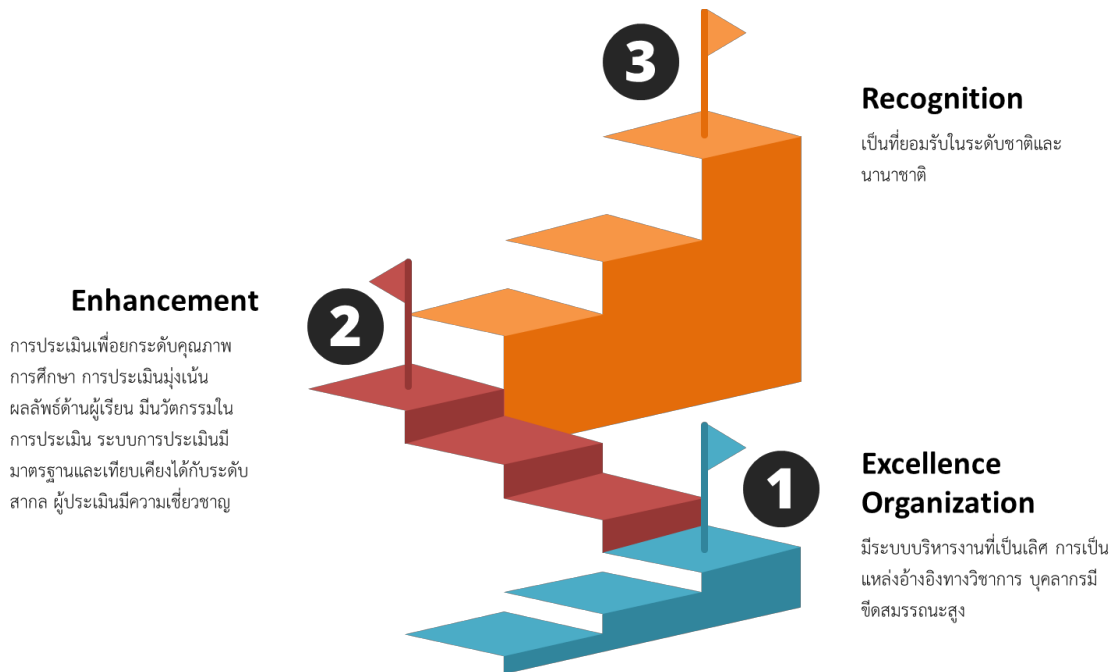 3
Recognition
เป็นที่ยอมรับในระดับชาติและ
นานาชาติ
2
Enhancement
การประเมินเพื่อยกระดับคุณภาพ
การศึกษา การประเมินมุ่งเน้น
ผลลัพธ์ด้านผู้เรียน มีนวัตกรรมใน
การประเมิน ระบบการประเมินมี
มาตรฐานและเทียบเคียงได้กับระดับ
สากล ผู้ประเมินมีความเชี่ยวชาญ
1
Excellence
Organization
มีระบบบริหารงานที่เป็นเลิศ การเป็น
แหล่งอ้างอิงทางวิชาการ บุคลากรมี
ขีดสมรรถนะสูง